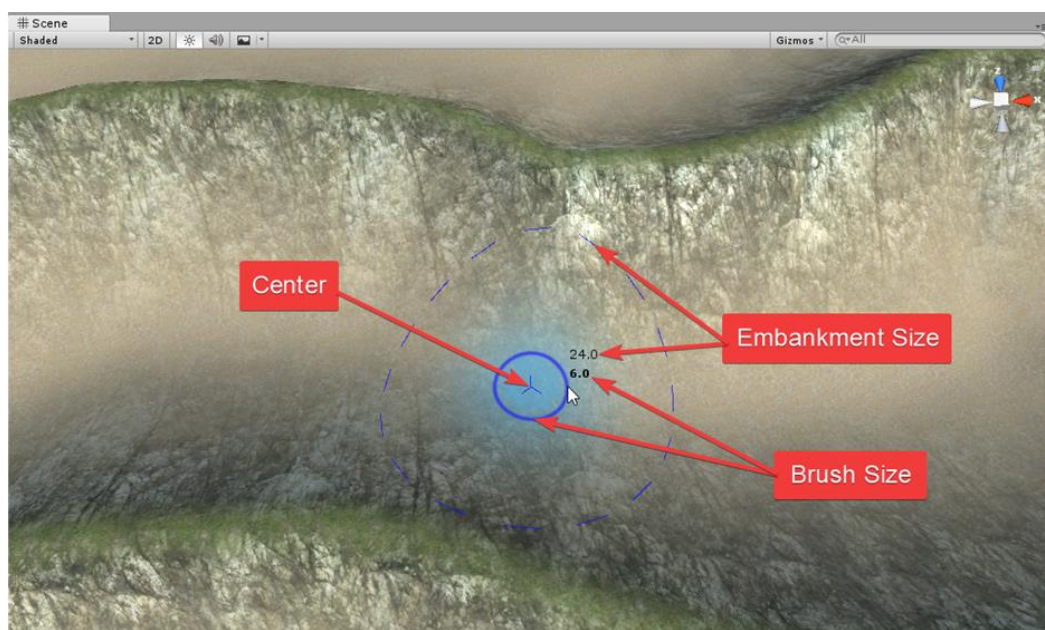 Scene
Shaded 2D Gizmos All
z
x
Center
Embankment Size
24.0
6.0
Brush Size